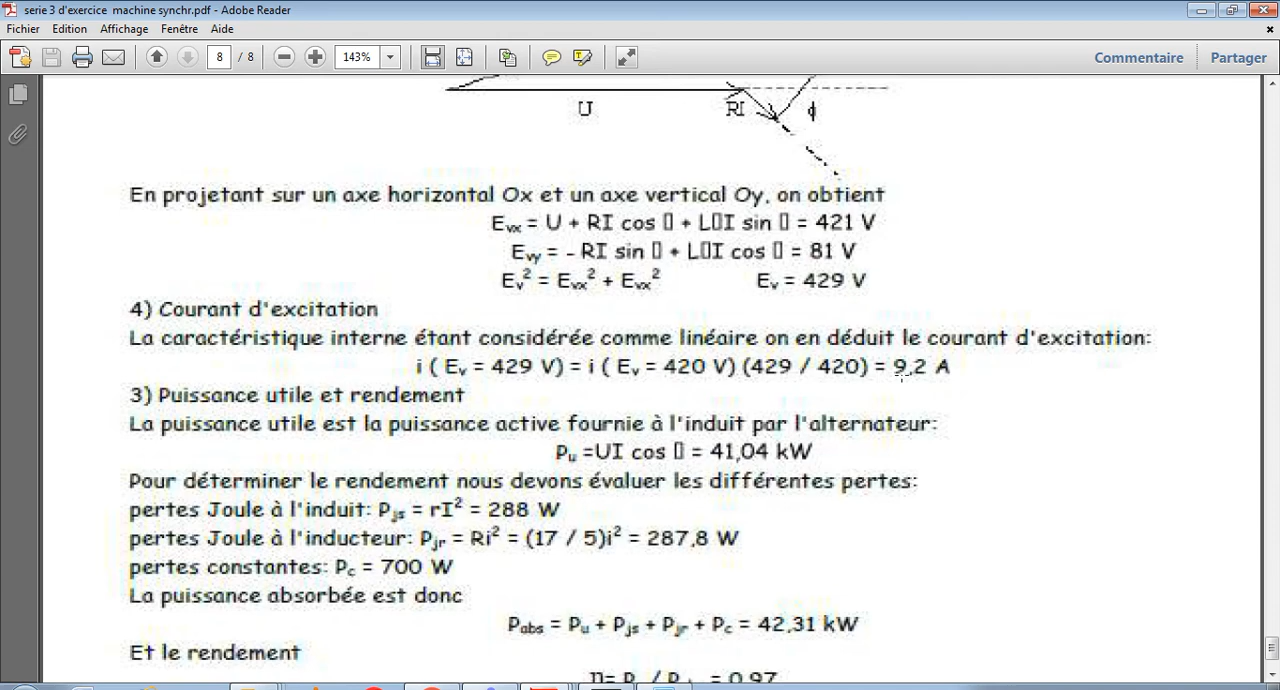 serie 3 d'exercice machine synchr.pdf - Adobe Reader
Fichier Edition Affichage Fenêtre Aide
8 / 8 143% Commentaire Partager
U RI ϕ
En projetant sur un axe horizontal Ox et un axe vertical Oy, on obtient
Evx = U + RI cos ▯ + L▯I sin ▯ = 421 V
Evy = - RI sin ▯ + L▯I cos ▯ = 81 V
Ev² = Evx² + Evx² Ev = 429 V
4) Courant d'excitation
La caractéristique interne étant considérée comme linéaire on en déduit le courant d'excitation:
i ( Ev = 429 V) = i ( Ev = 420 V) (429 / 420) = 9,2 A
3) Puissance utile et rendement
La puissance utile est la puissance active fournie à l'induit par l'alternateur:
Pu =UI cos ▯ = 41,04 kW
Pour déterminer le rendement nous devons évaluer les différentes pertes:
pertes Joule à l'induit: Pjs = rI² = 288 W
pertes Joule à l'inducteur: Pjr = Ri² = (17 / 5)i² = 287,8 W
pertes constantes: Pc = 700 W
La puissance absorbée est donc
Pabs = Pu + Pjs + Pjr + Pc = 42,31 kW
Et le rendement
= 0,97